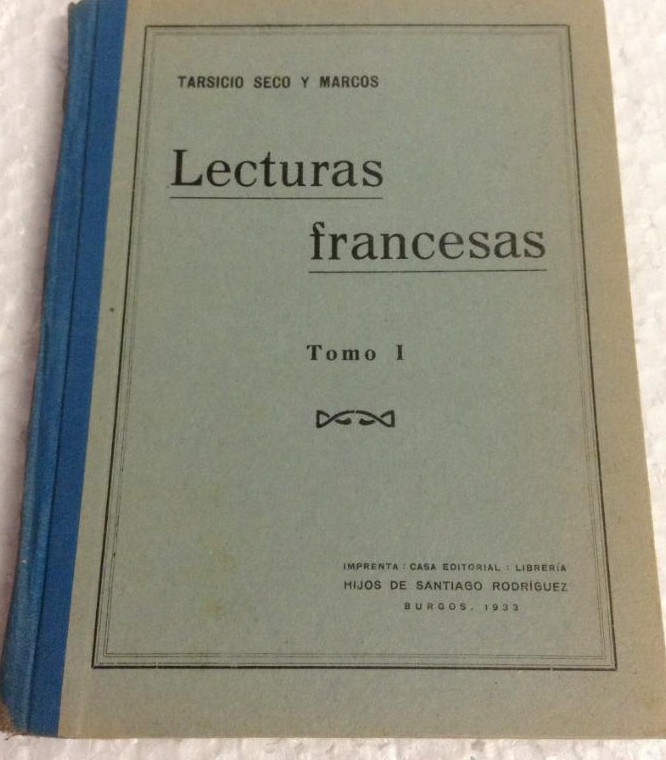 TARSICIO SECO Y MARCOS
Lecturas
francesas
Tomo I
IMPRENTA : CASA EDITORIAL : LIBRERÍA
HIJOS DE SANTIAGO RODRÍGUEZ
BURGOS, 1933